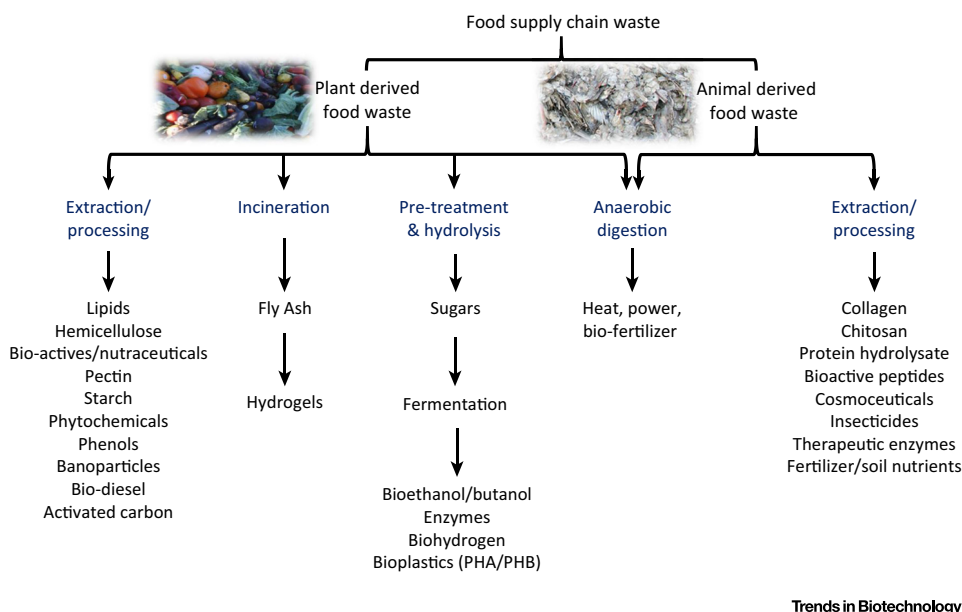 Food supply chain waste
Plant derived
food waste
Animal derived
food waste
Extraction/
processing
Incineration
Pre-treatment
& hydrolysis
Anaerobic
digestion
Extraction/
processing
Lipids
Hemicellulose
Bio-actives/nutraceuticals
Pectin
Starch
Phytochemicals
Phenols
Banoparticles
Bio-diesel
Activated carbon
Fly Ash
Hydrogels
Sugars
Fermentation
Bioethanol/butanol
Enzymes
Biohydrogen
Bioplastics (PHA/PHB)
Heat, power,
bio-fertilizer
Collagen
Chitosan
Protein hydrolysate
Bioactive peptides
Cosmoceuticals
Insecticides
Therapeutic enzymes
Fertilizer/soil nutrients
Trends in Biotechnology